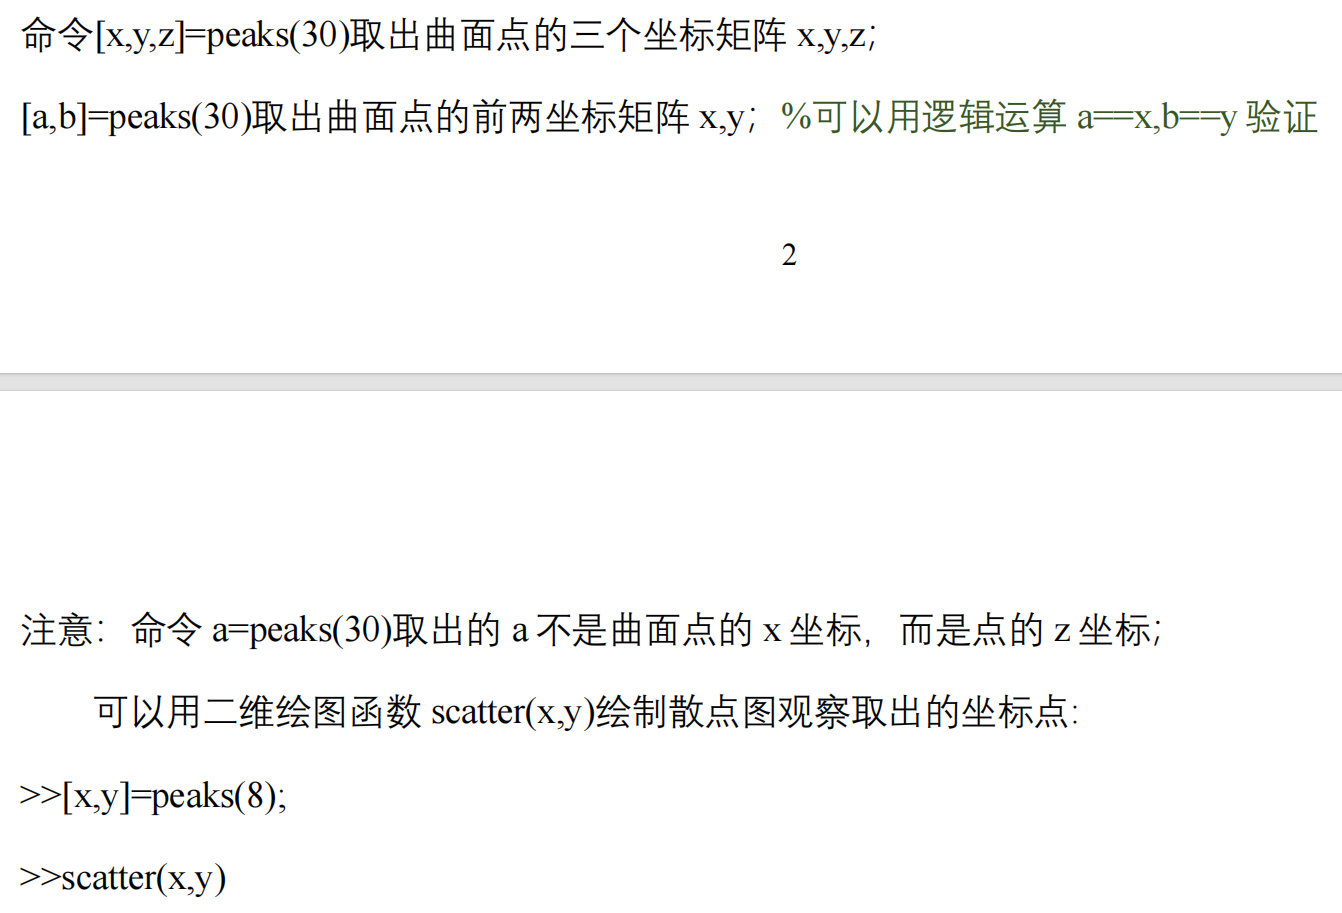 命令[x,y,z]=peaks(30)取出曲面点的三个坐标矩阵 x,y,z;
[a,b]=peaks(30)取出曲面点的前两坐标矩阵 x,y；%可以用逻辑运算 a==x,b==y 验证
2
注意：命令 a=peaks(30)取出的 a 不是曲面点的 x 坐标，而是点的 z 坐标;
可以用二维绘图函数 scatter(x,y)绘制散点图观察取出的坐标点:
>>[x,y]=peaks(8);
>>scatter(x,y)